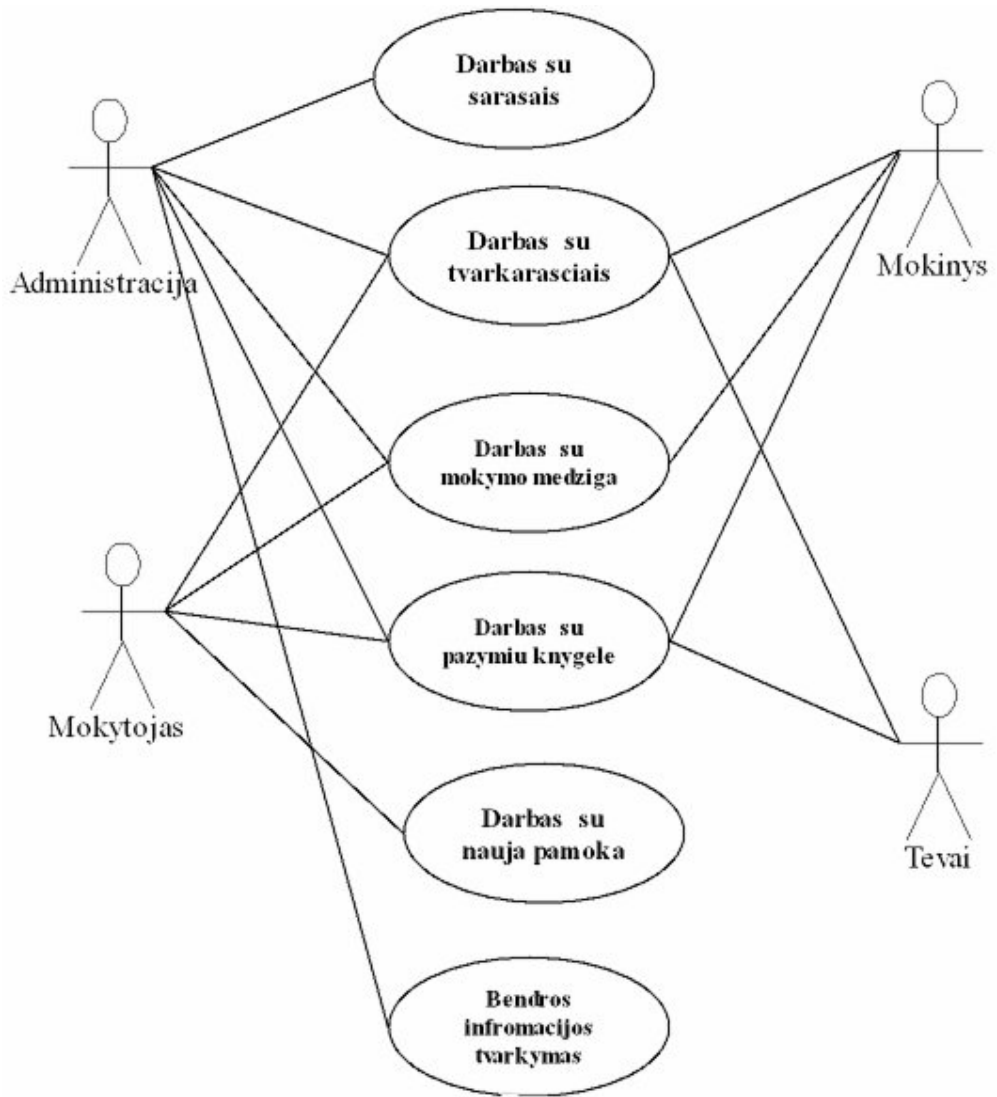 Darbas su
sarasais
Administracija
Mokinys
Darbas su
tvarkarasciais
Darbas su
mokymo medziga
Mokytojas
Darbas su
pazymiu knygele
Tevai
Darbas su
nauja pamoka
Bendros
infromacijos
tvarkymas